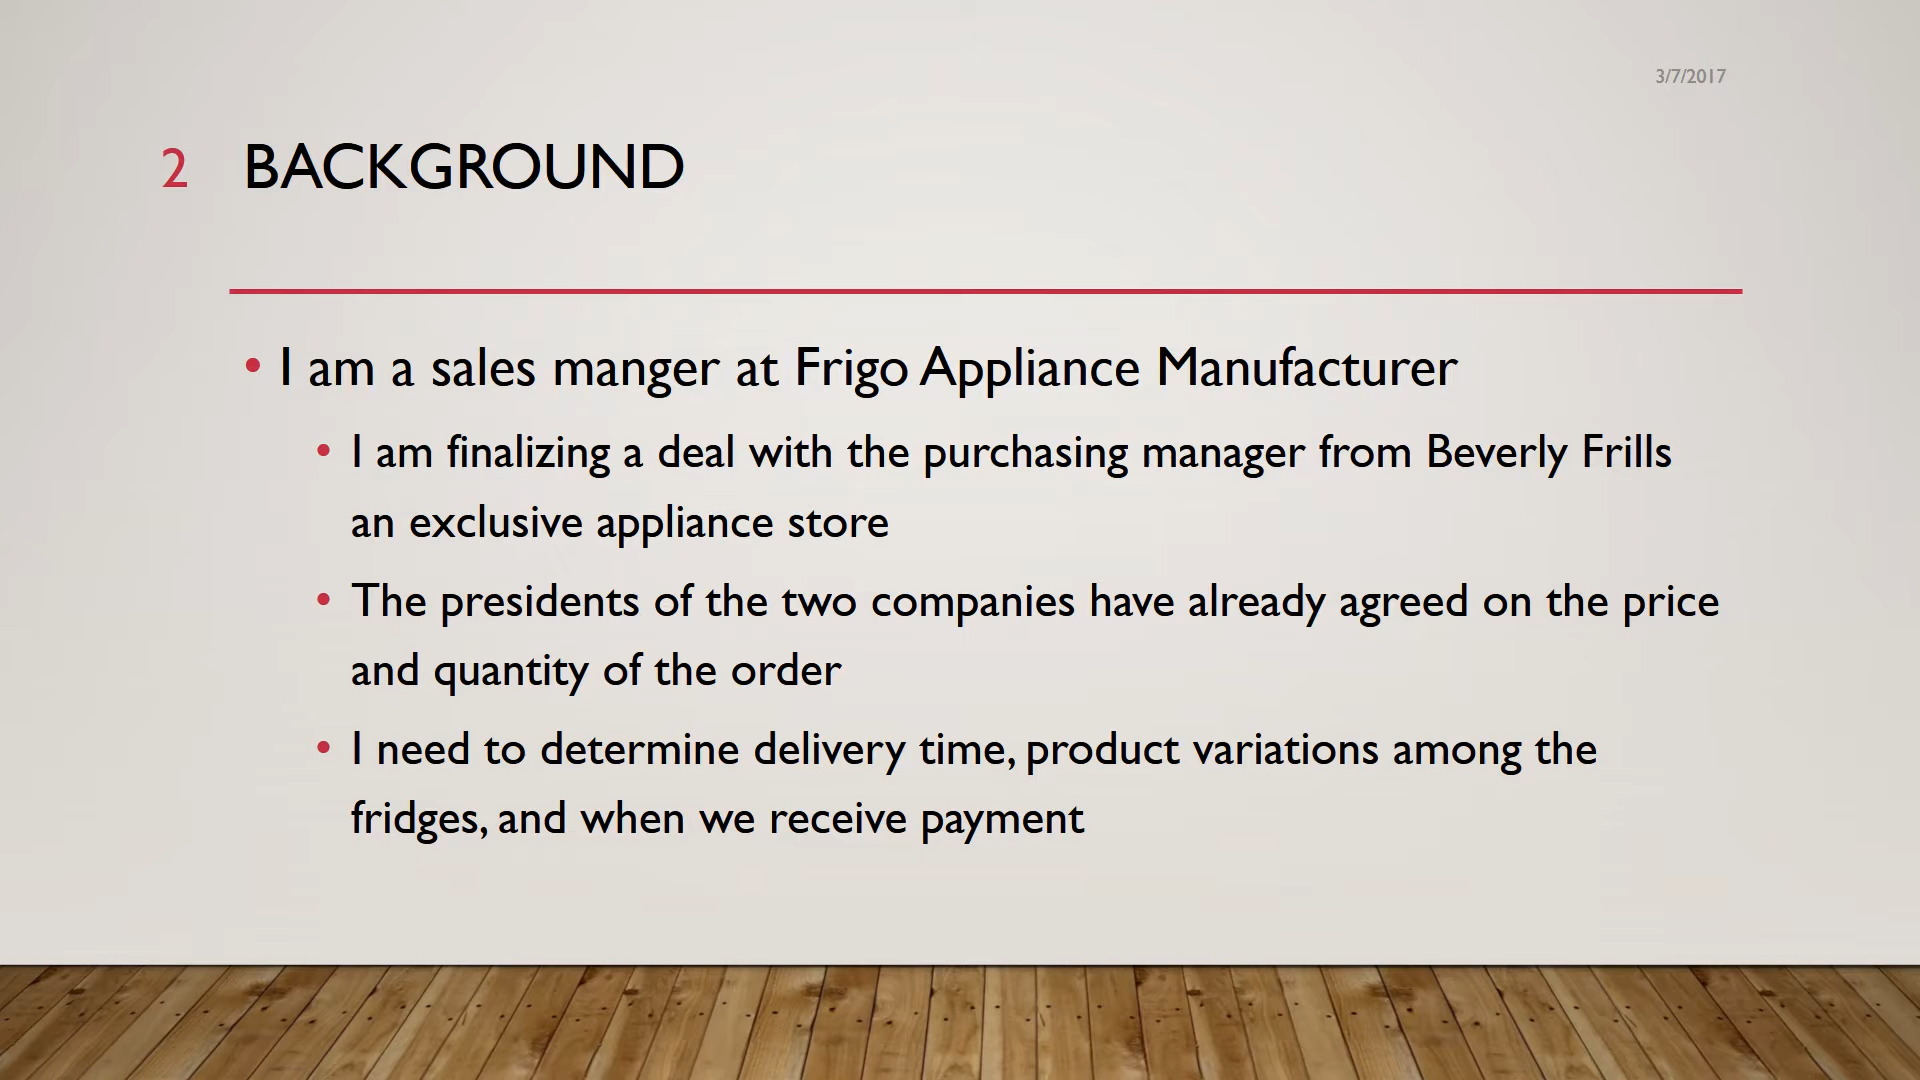 3/7/2017
2 BACKGROUND
• I am a sales manger at Frigo Appliance Manufacturer
• I am finalizing a deal with the purchasing manager from Beverly Frills
an exclusive appliance store
• The presidents of the two companies have already agreed on the price
and quantity of the order
• I need to determine delivery time, product variations among the
fridges, and when we receive payment